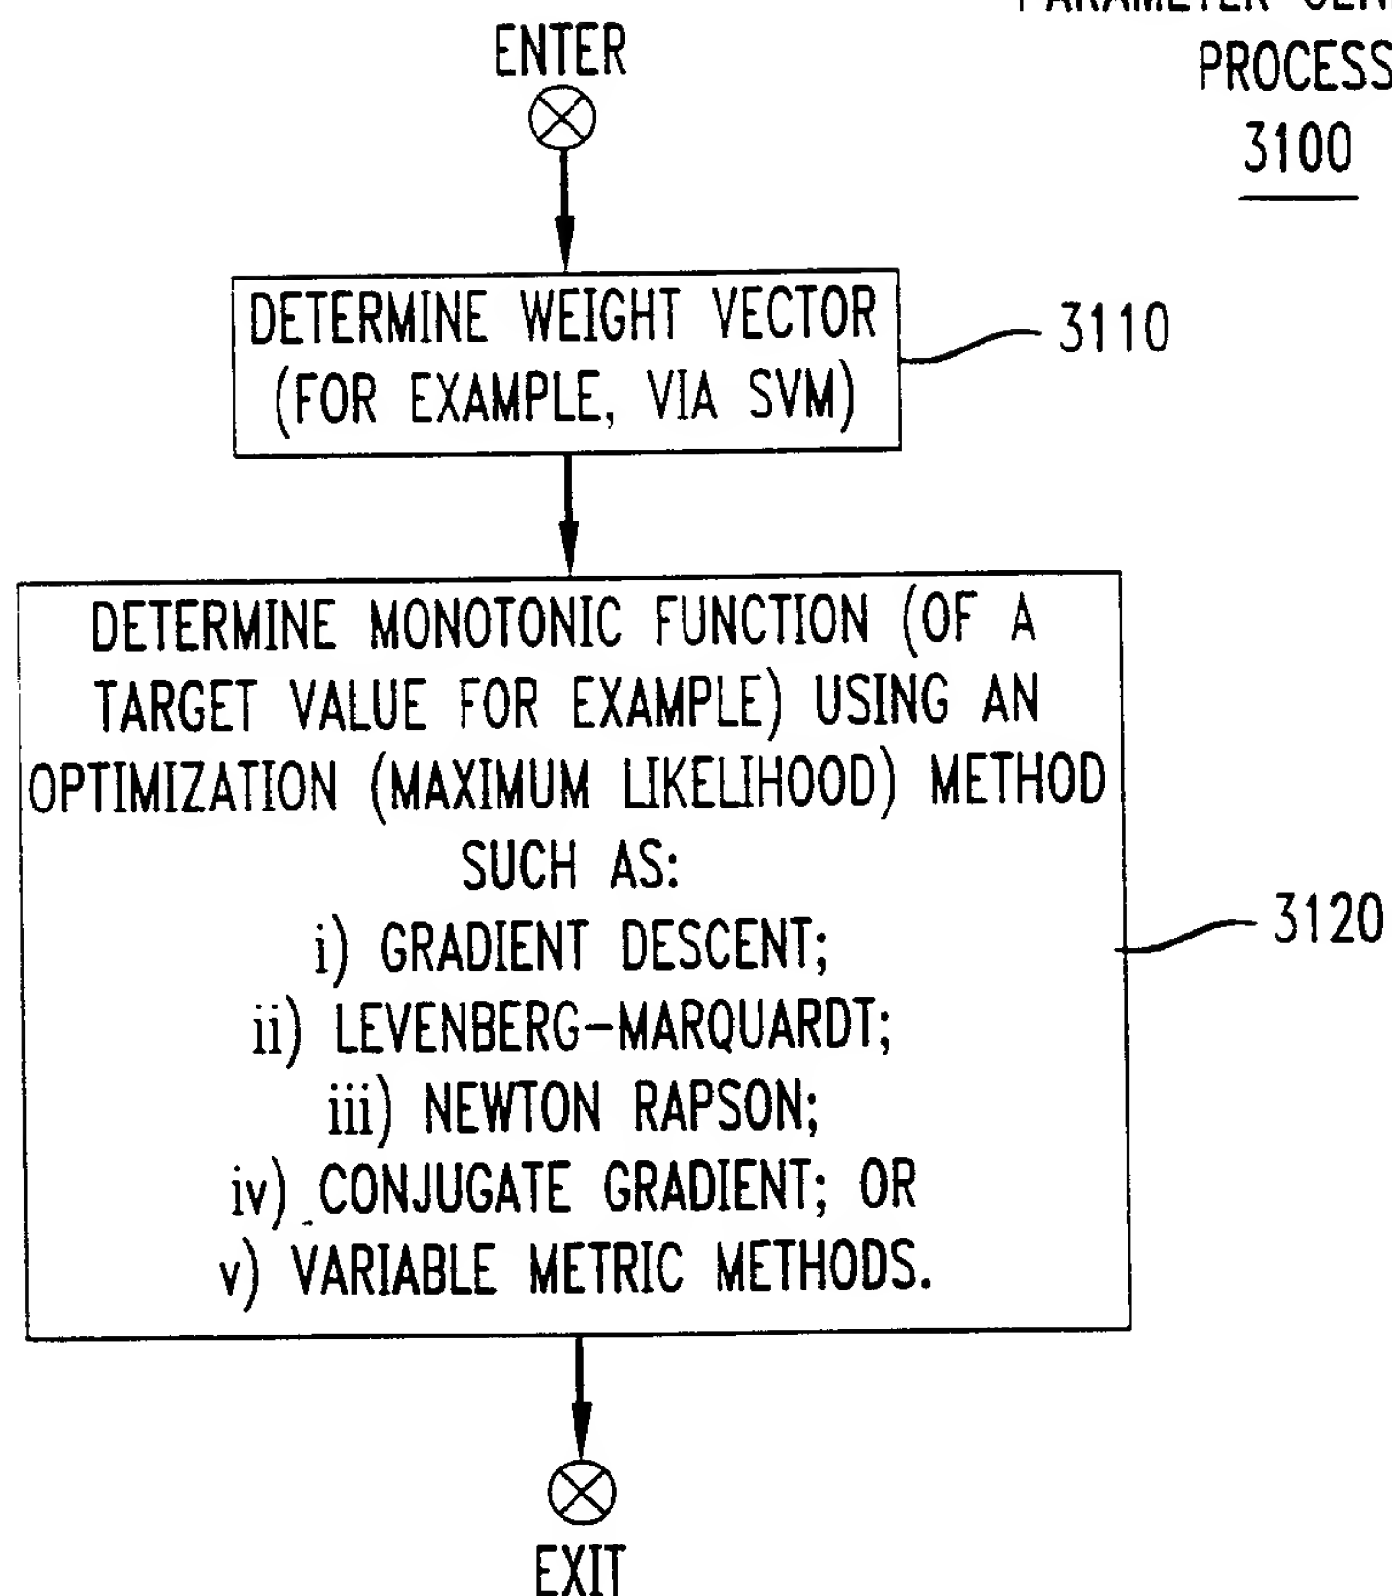 ENTER
PARAMETER
PROCESS
3100
DETERMINE WEIGHT VECTOR
(FOR EXAMPLE, VIA SVM)
3110
DETERMINE MONOTONIC FUNCTION (OF A
TARGET VALUE FOR EXAMPLE) USING AN
OPTIMIZATION (MAXIMUM LIKELIHOOD) METHOD
SUCH AS:
i) GRADIENT DESCENT;
ii) LEVENBERG-MARQUARDT;
iii) NEWTON RAPSON;
iv) CONJUGATE GRADIENT; OR
v) VARIABLE METRIC METHODS.
3120
EXIT